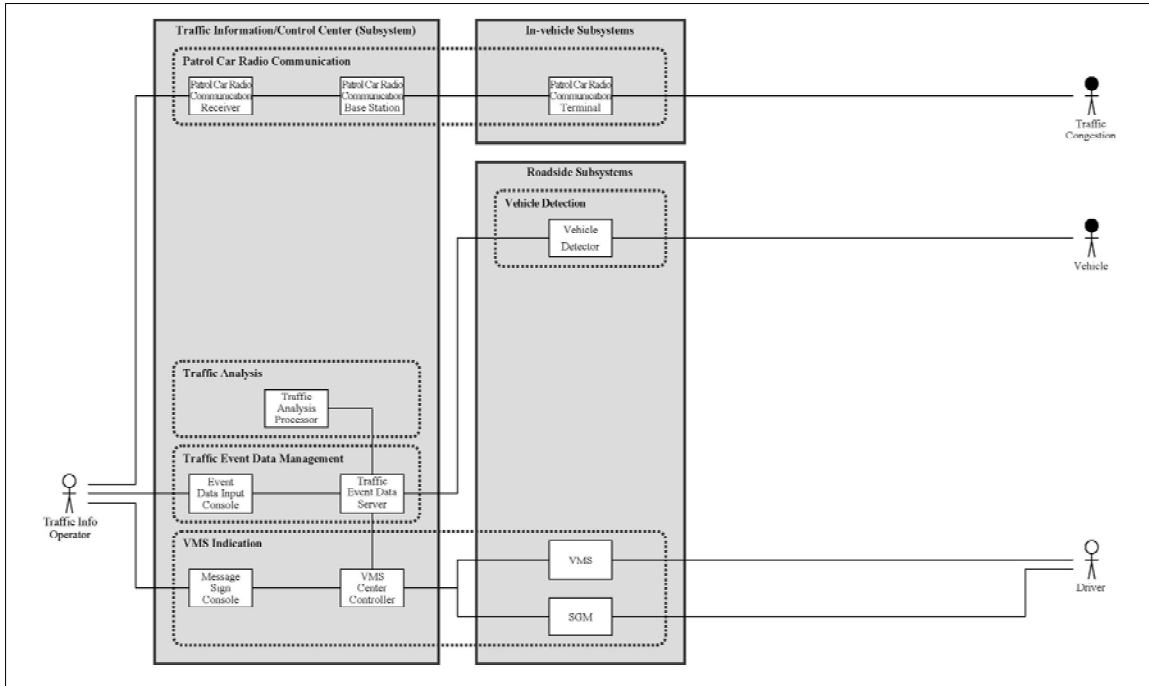 Traffic Information/Control Center (Subsystem)
In-vehicle Subsystems
Patrol Car Radio Communication
Patrol Car Radio
Communication
Receiver
Patrol Car Radio
Communication
Base Station
Patrol Car Radio
Communication
Terminal
Traffic
Congestion
Roadside Subsystems
Vehicle Detection
Vehicle
Detector
Vehicle
Traffic Analysis
Traffic
Analysis
Processor
Traffic Event Data Management
Event
Data Input
Console
Traffic
Event Data
Server
Traffic Info
Operator
VMS Indication
Message
Sign
Console
VMS
Center
Controller
VMS
SGM
Driver